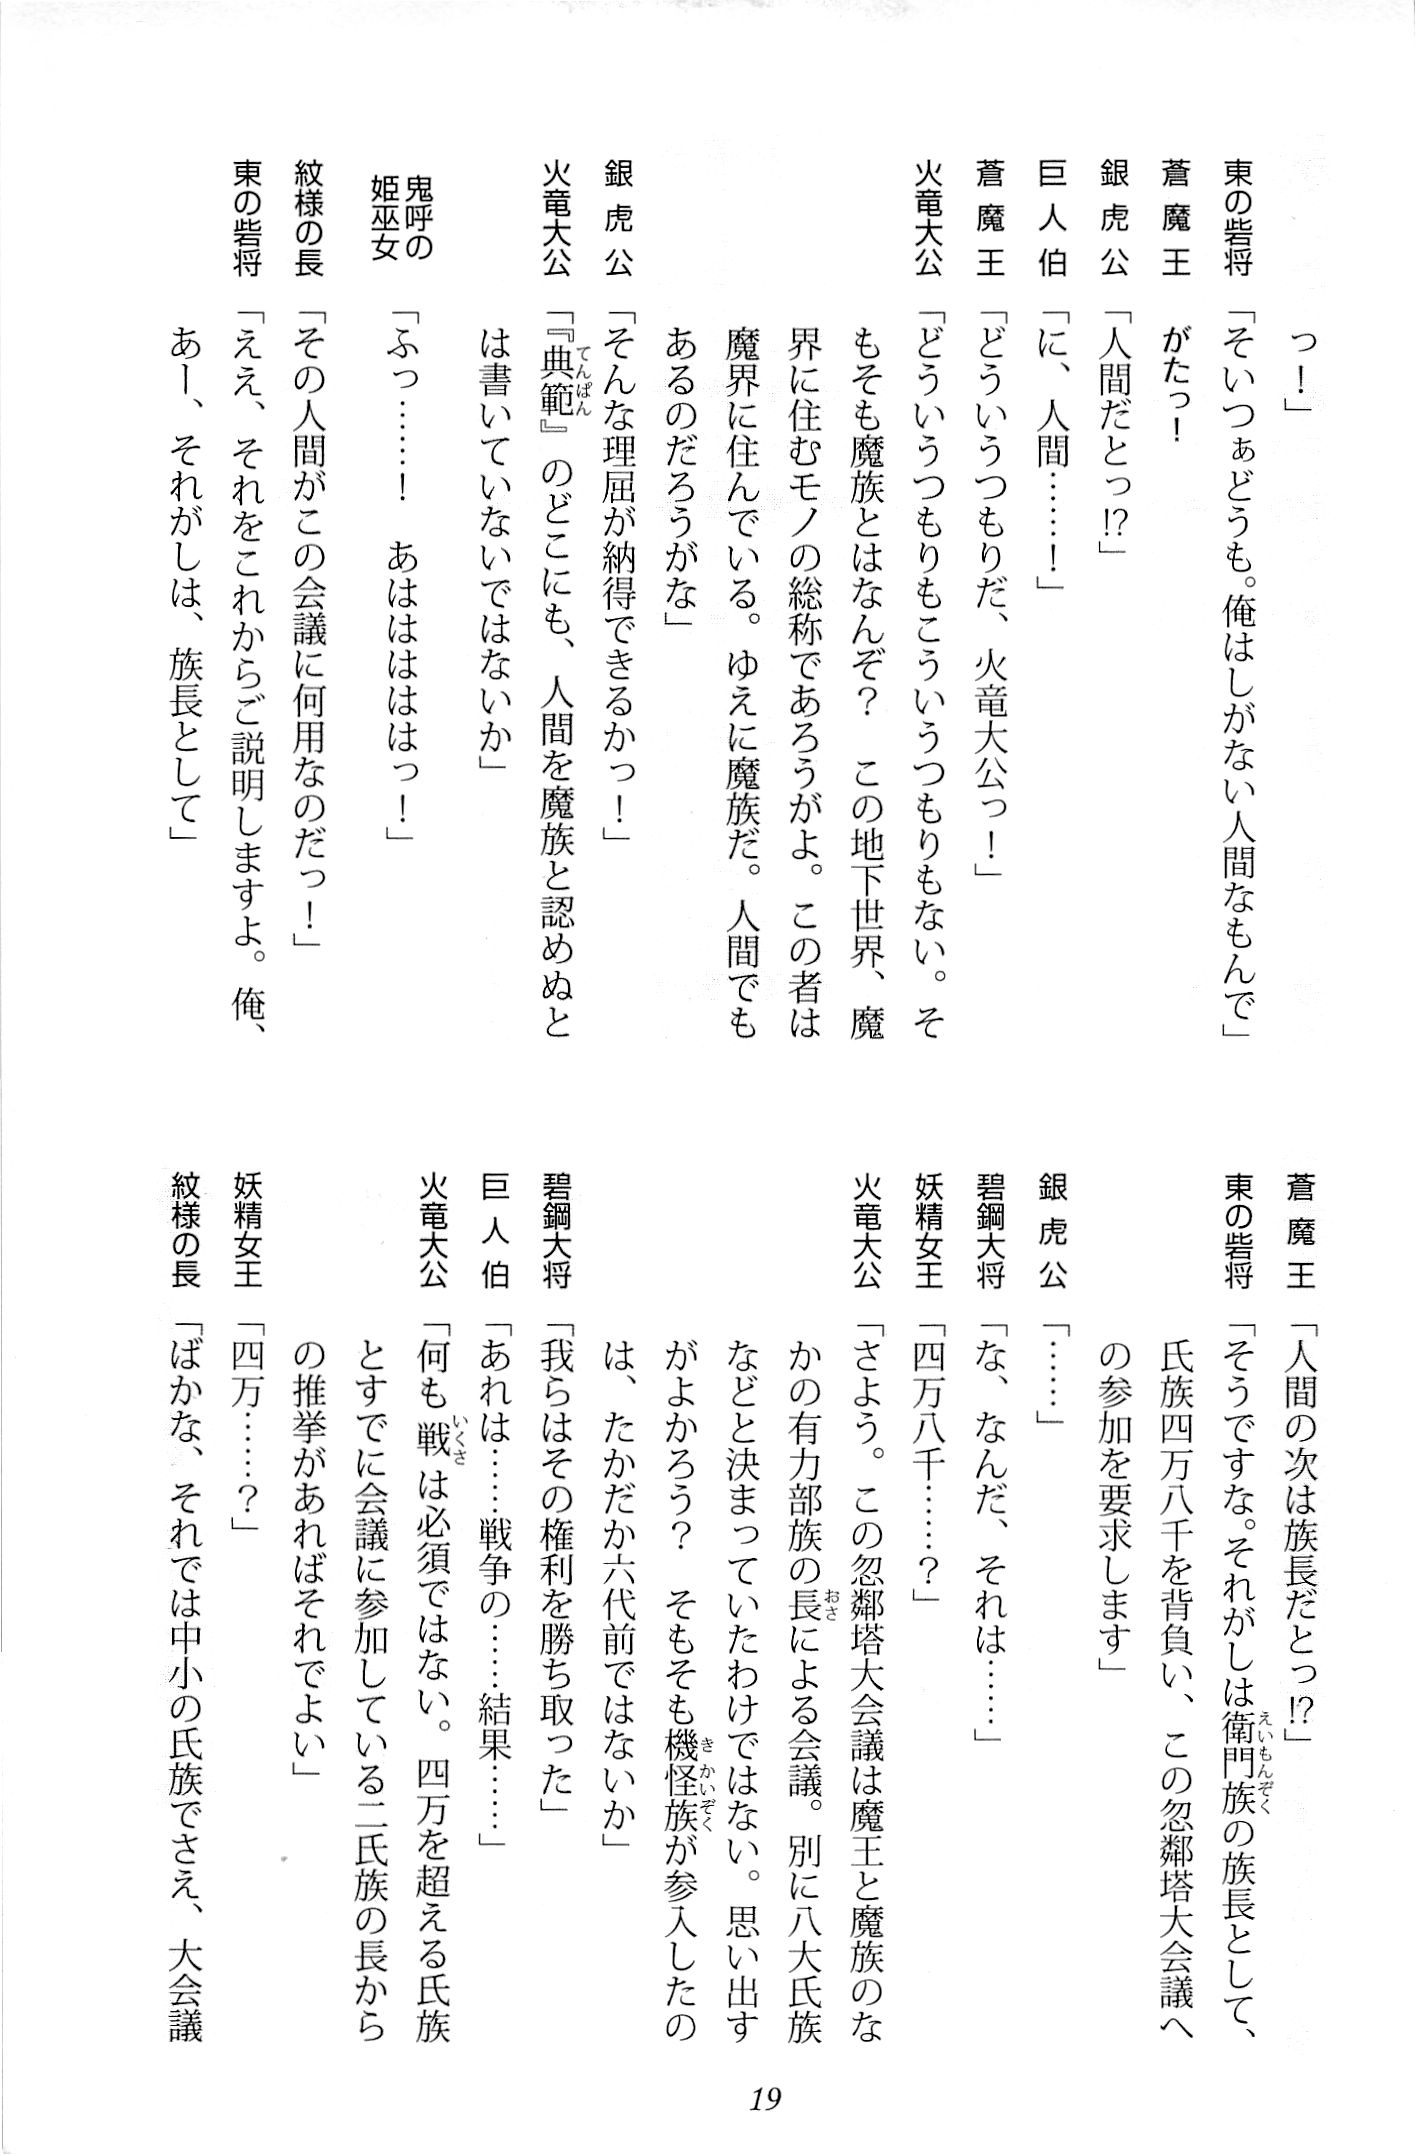 っ！」
東の砦将「そいつぁどうも。俺はしがない人間なもんで」
蒼魔王　がたっ！
銀虎公「人間だとっ!?」
巨人伯「に、人間……！」
蒼魔王「どういうつもりだ、火竜大公っ！」
火竜大公「どういうつもりもこういうつもりもない。そ
もそも魔族とはなんぞ？　この地下世界、魔
界に住むモノの総称であろうがよ。この者は
魔界に住んでいる。ゆえに魔族だ。人間でも
あるのだろうがな」
銀虎公「そんな理屈が納得できるかっ！」
火竜大公「『典範』のどこにも、人間を魔族と認めぬと
てんぱん
は書いていないではないか」
鬼呼の
姫巫女「ふっ……！　あはははははっ！」
紋様の長「その人間がこの会議に何用なのだっ！」
東の砦将「ええ、それをこれからご説明しますよ。俺、
あー、それがしは、族長として」
蒼魔王「人間の次は族長だとっ!?」
東の砦将「そうですな。それがしは衛門族の族長として、
えいもんぞく
氏族四万八千を背負い、この忽鄰塔大会議へ
の参加を要求します」
銀虎公「……」
碧鋼大将「な、なんだ、それは……」
妖精女王「四万八千……？」
火竜大公「さよう。この忽鄰塔大会議は魔王と魔族のな
かの有力部族の長による会議。別に八大氏族
おさ
などと決まっていたわけではない。思い出す
がよかろう？　そもそも機怪族が参入したの
きかいぞく
は、たかだか六代前ではないか」
碧鋼大将「我らはその権利を勝ち取った」
巨人伯「あれは……戦争の……結果……」
火竜大公「何も戦は必須ではない。四万を超える氏族
いくさ
とすでに会議に参加している二氏族の長から
の推挙があればそれでよい」
妖精女王「四万……？」
紋様の長「ばかな、それでは中小の氏族でさえ、大会議
19